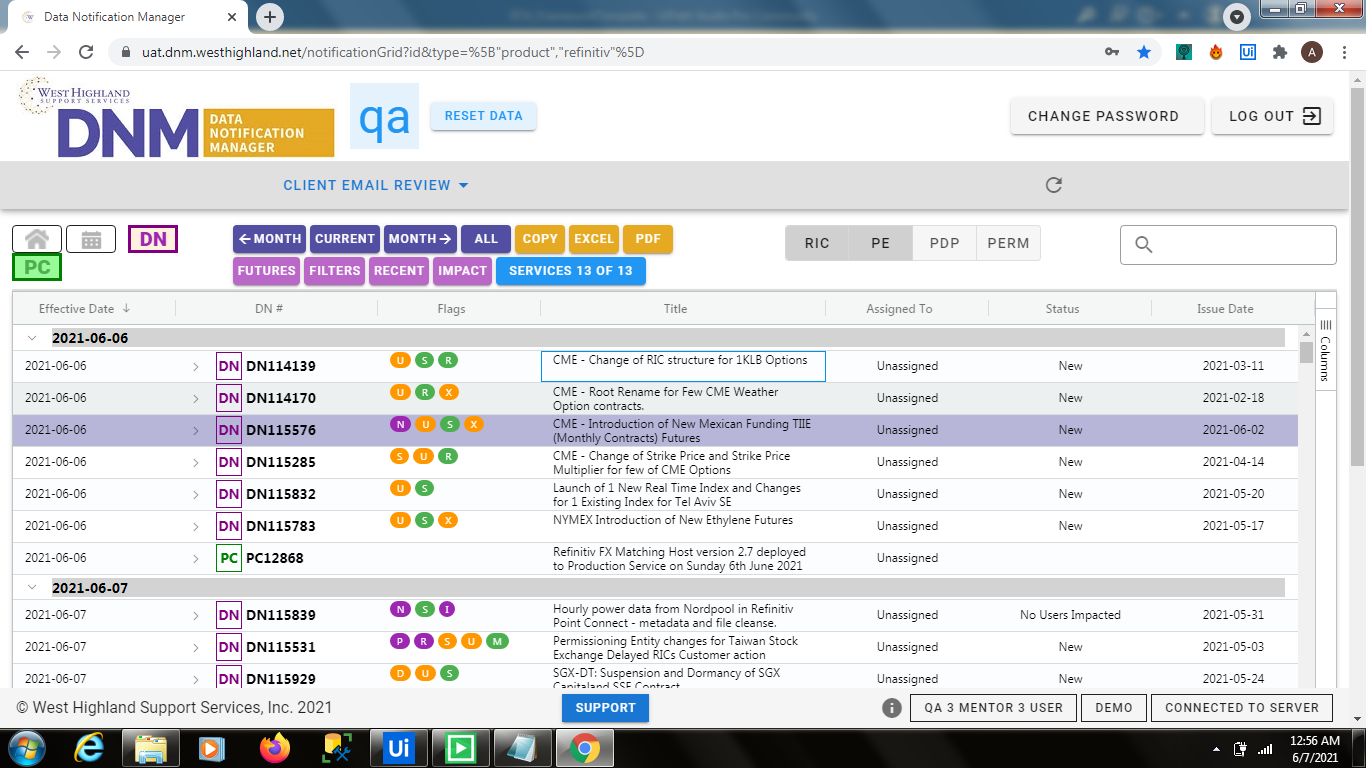 Data Notification Manager
uat.dnm.westhighland.net/notificationGrid?id&type=%5B"product","refinitiv"%5D
A
WEST HIGHLAND
SUPPORT SERVICES
DNM DATA NOTIFICATION MANAGER
qa
RESET DATA
CHANGE PASSWORD
LOG OUT
CLIENT EMAIL REVIEW
DN
PC
MONTH CURRENT MONTH ALL COPY EXCEL PDF
FUTURES FILTERS RECENT IMPACT SERVICES 13 OF 13
RIC PE PDP PERM
Effective Date DN # Flags Title Assigned To Status Issue Date
Columns
2021-06-06
2021-06-06 DN DN114139 U S R CME - Change of RIC structure for 1KLB Options Unassigned New 2021-03-11
2021-06-06 DN DN114170 U R X CME - Root Rename for Few CME Weather
Option contracts. Unassigned New 2021-02-18
2021-06-06 DN DN115576 N U S X CME - Introduction of New Mexican Funding TIIE
(Monthly Contracts) Futures Unassigned New 2021-06-02
2021-06-06 DN DN115285 S U R CME - Change of Strike Price and Strike Price
Multiplier for few of CME Options Unassigned New 2021-04-14
2021-06-06 DN DN115832 U S Launch of 1 New Real Time Index and Changes
for 1 Existing Index for Tel Aviv SE Unassigned New 2021-05-20
2021-06-06 DN DN115783 U S X NYMEX Introduction of New Ethylene Futures Unassigned New 2021-05-17
2021-06-06 PC PC12868 Refinitiv FX Matching Host version 2.7 deployed
to Production Service on Sunday 6th June 2021 Unassigned
2021-06-07
2021-06-07 DN DN115839 N S I Hourly power data from Nordpool in Refinitiv
Point Connect - metadata and file cleanse. Unassigned No Users Impacted 2021-05-31
2021-06-07 DN DN115531 P R S U M Permissioning Entity changes for Taiwan Stock
Exchange Delayed RICs Customer action Unassigned New 2021-05-03
2021-06-07 DN DN115929 D U S SGX-DT: Suspension and Dormancy of SGX
Capitaland SSF Contract Unassigned New 2021-05-24
© West Highland Support Services, Inc. 2021
SUPPORT
QA 3 MENTOR 3 USER
DEMO
CONNECTED TO SERVER
Ui
12:56 AM
6/7/2021